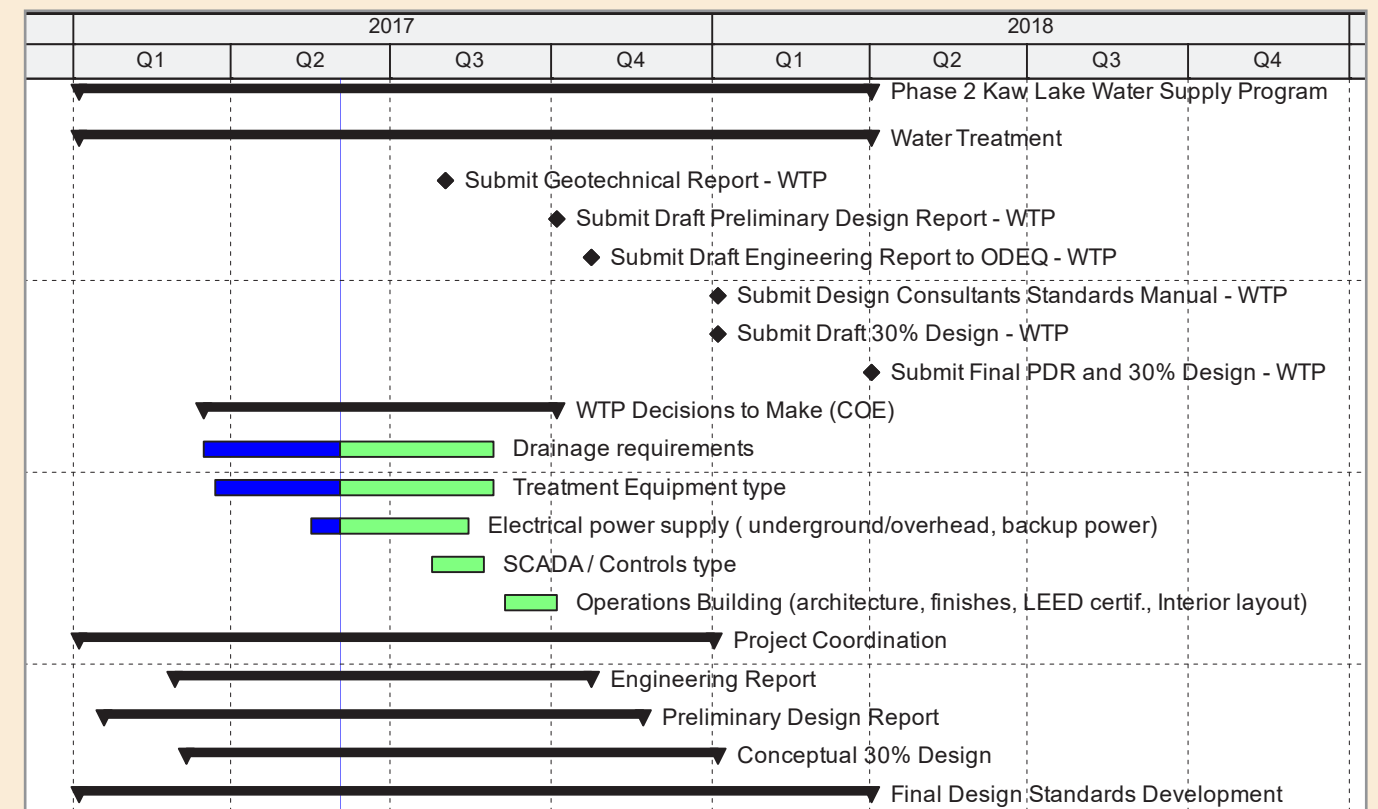 2017 2018
Q1 Q2 Q3 Q4 Q1 Q2 Q3 Q4
Phase 2 Kaw Lake Water Supply Program
Water Treatment
Submit Geotechnical Report - WTP
Submit Draft Preliminary Design Report - WTP
Submit Draft Engineering Report to ODEQ - WTP
Submit Design Consultants Standards Manual - WTP
Submit Draft 30% Design - WTP
Submit Final PDR and 30% Design - WTP
WTP Decisions to Make (COE)
Drainage requirements
Treatment Equipment type
Electrical power supply ( underground/overhead, backup power)
SCADA / Controls type
Operations Building (architecture, finishes, LEED certif., Interior layout)
Project Coordination
Engineering Report
Preliminary Design Report
Conceptual 30% Design
Final Design Standards Development